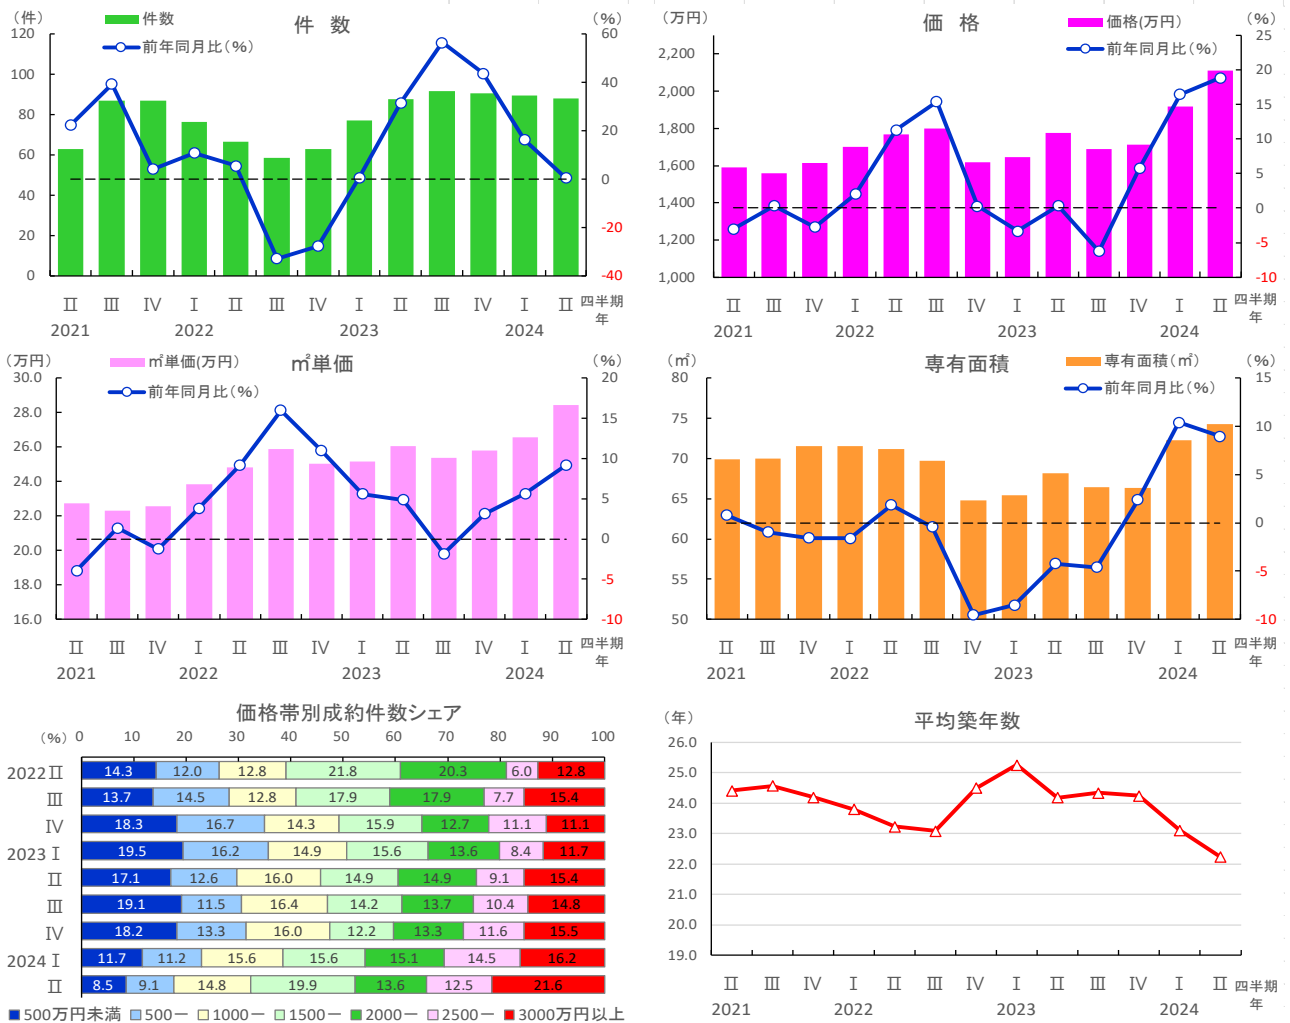 件　数
（件）
（%）
件数
前年同月比（%）
120
100
80
60
40
20
0
60
40
20
0
-20
-40
Ⅱ Ⅲ Ⅳ Ⅰ Ⅱ Ⅲ Ⅳ Ⅰ Ⅱ Ⅲ Ⅳ Ⅰ Ⅱ 四半期
2021 2022 2023 2024 年
価　格
（万円）
（%）
価格(万円）
前年同月比（%）
2,200
2,000
1,800
1,600
1,400
1,200
1,000
25
20
15
10
5
0
-5
-10
Ⅱ Ⅲ Ⅳ Ⅰ Ⅱ Ⅲ Ⅳ Ⅰ Ⅱ Ⅲ Ⅳ Ⅰ Ⅱ 四半期
2021 2022 2023 2024 年
㎡単価
（万円）
（%）
㎡単価(万円）
前年同月比（%）
30.0
28.0
26.0
24.0
22.0
20.0
18.0
16.0
20
15
10
5
0
-5
-10
Ⅱ Ⅲ Ⅳ Ⅰ Ⅱ Ⅲ Ⅳ Ⅰ Ⅱ Ⅲ Ⅳ Ⅰ Ⅱ 四半期
2021 2022 2023 2024 年
専有面積
（㎡）
（%）
専有面積（㎡）
前年同月比（%）
80
75
70
65
60
55
50
15
10
5
0
-5
-10
Ⅱ Ⅲ Ⅳ Ⅰ Ⅱ Ⅲ Ⅳ Ⅰ Ⅱ Ⅲ Ⅳ Ⅰ Ⅱ 四半期
2021 2022 2023 2024 年
価格帯別成約件数シェア
（%） 0 10 20 30 40 50 60 70 80 90 100
2022 Ⅱ 14.3 12.0 12.8 21.8 20.3 6.0 12.8
Ⅲ 13.7 14.5 12.8 17.9 17.9 7.7 15.4
Ⅳ 18.3 16.7 14.3 15.9 12.7 11.1 11.1
2023 Ⅰ 19.5 16.2 14.9 15.6 13.6 8.4 11.7
Ⅱ 17.1 12.6 16.0 14.9 14.9 9.1 15.4
Ⅲ 19.1 11.5 16.4 14.2 13.7 10.4 14.8
Ⅳ 18.2 13.3 16.0 12.2 13.3 11.6 15.5
2024 Ⅰ 11.7 11.2 15.6 15.6 15.1 14.5 16.2
Ⅱ 8.5 9.1 14.8 19.9 13.6 12.5 21.6
500万円未満 500－ 1000－ 1500－ 2000－ 2500－ 3000万円以上
平均築年数
（年）
26.0
25.0
24.0
23.0
22.0
21.0
20.0
19.0
Ⅱ Ⅲ Ⅳ Ⅰ Ⅱ Ⅲ Ⅳ Ⅰ Ⅱ Ⅲ Ⅳ Ⅰ Ⅱ 四半期
2021 2022 2023 2024 年